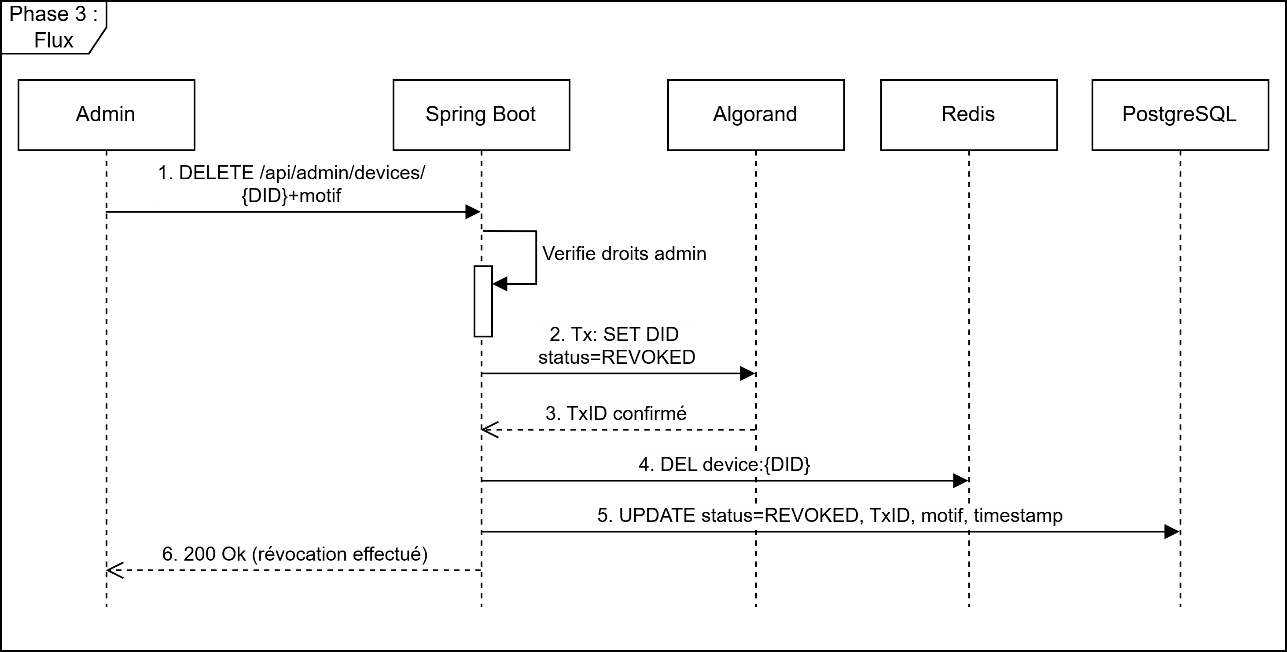 Phase 3 :
Flux
Admin
Spring Boot
Algorand
Redis
PostgreSQL
1. DELETE /api/admin/devices/
{DID}+motif
Verifie droits admin
2. Tx: SET DID
status=REVOKED
3. TxID confirmé
4. DEL device:{DID}
5. UPDATE status=REVOKED, TxID, motif, timestamp
6. 200 Ok (révocation effectué)